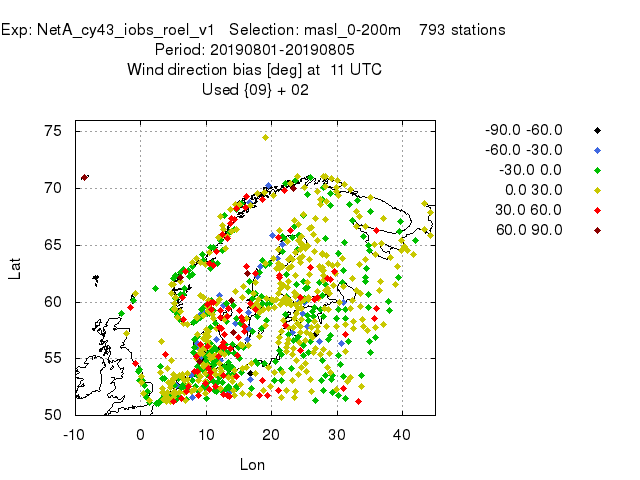 Exp: NetA_cy43_iobs_roel_v1 Selection: masl_0-200m 793 stations
Period: 20190801-20190805
Wind direction bias [deg] at 11 UTC
Used {09} + 02
75
70
65
60
55
50
-10 0 10 20 30 40
Lat
Lon
-90.0 -60.0
-60.0 -30.0
-30.0 0.0
0.0 30.0
30.0 60.0
60.0 90.0